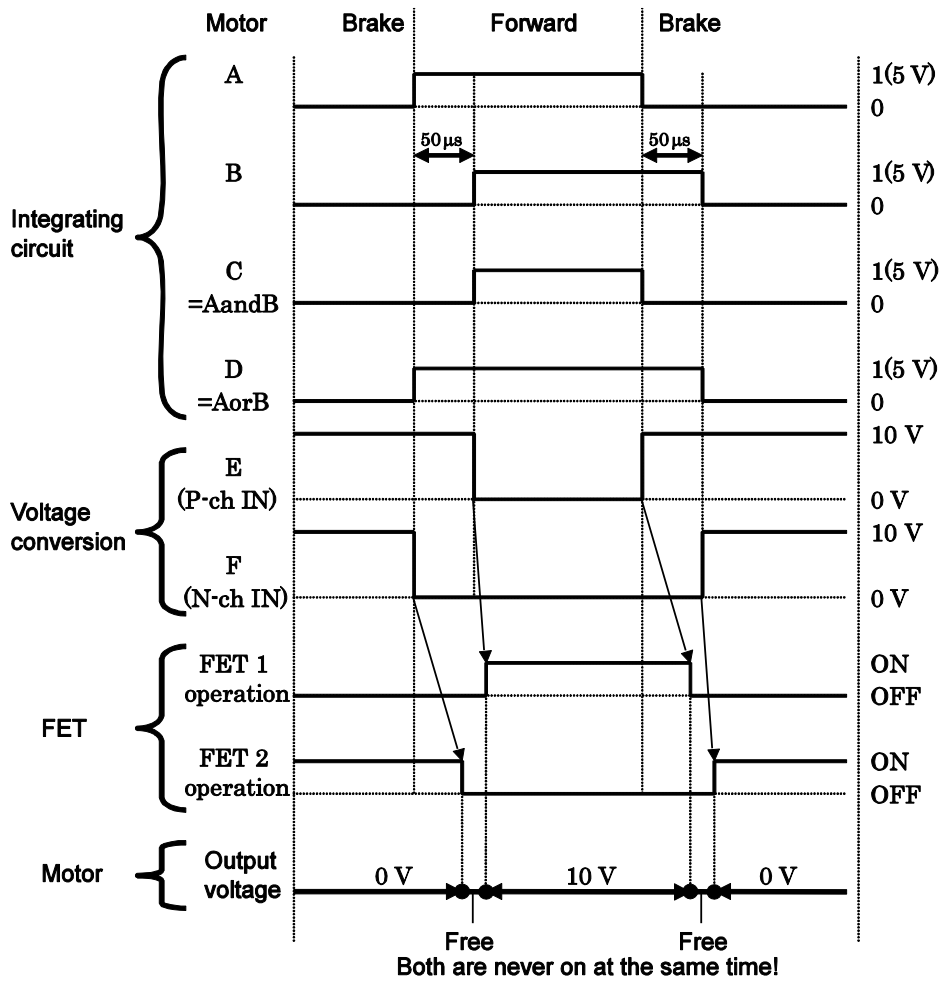 Motor Brake Forward Brake
A 1(5 V)
0
50μs 50μs
B 1(5 V)
0
Integrating
circuit
C 1(5 V)
=AandB 0
D 1(5 V)
=AorB 0
10 V
E
(P-ch IN) 0 V
Voltage
conversion
10 V
F
(N-ch IN) 0 V
FET 1 ON
operation OFF
FET
FET 2 ON
operation OFF
Motor
Output
voltage
0 V 10 V 0 V
Free Free
Both are never on at the same time!